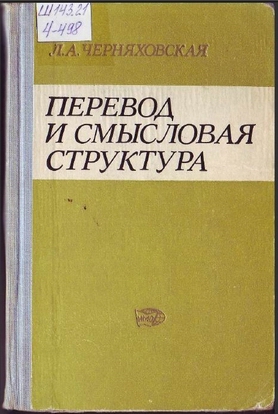 Ш143.21
Ч-498
Л.А.ЧЕРНЯХОВСКАЯ
ПЕРЕВОД
И СМЫСЛОВАЯ
СТРУКТУРА